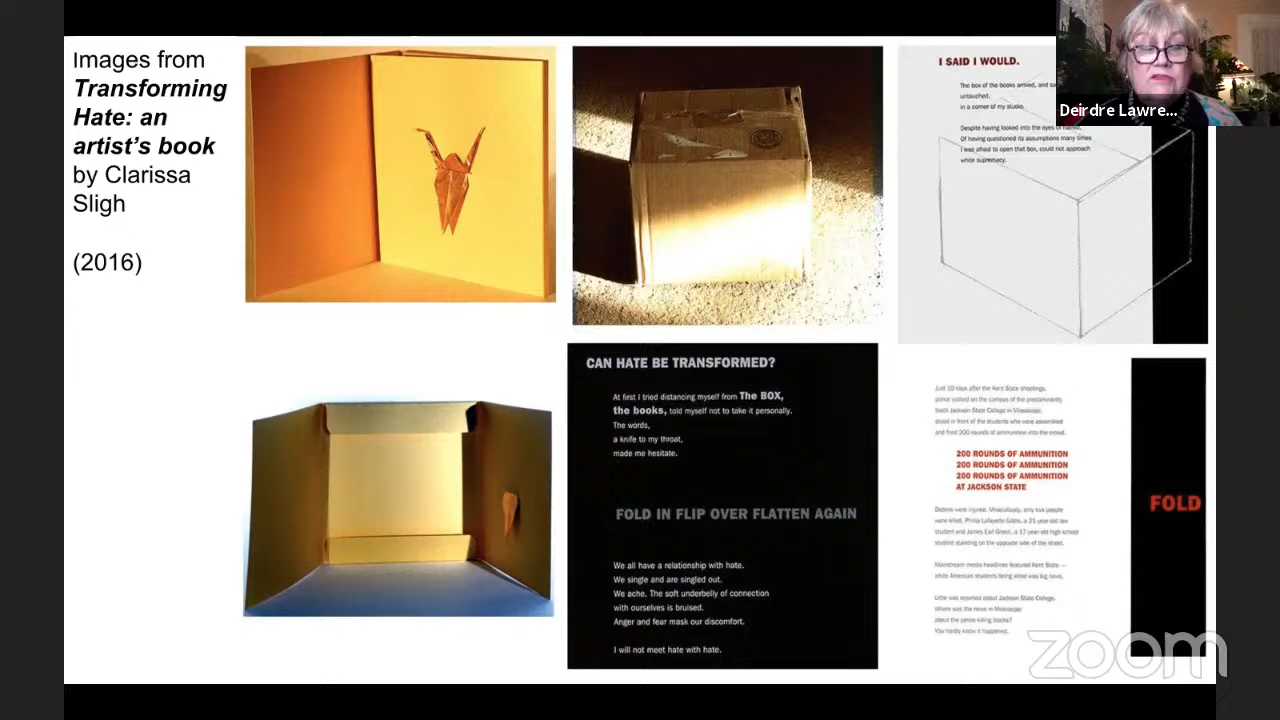 Images from
Transforming
Hate: an
artist's book
by Clarissa
Sligh
(2016)
I SAID I WOULD.
The box of the books arrived, and sa
untouched,
in a corner of my studio.
Despite having looked into the eyes of hatred,
Of having questioned its assumptions many times
I was afraid to open that box, could not approach
white supremacy.
Deirdre Lawre...
CAN HATE BE TRANSFORMED?
At first I tried distancing myself from The BOX,
the books, told myself not to take it personally.
The words,
a knife to my throat,
made me hesitate.
FOLD IN FLIP OVER FLATTEN AGAIN
We all have a relationship with hate.
We single and are singled out.
We ache. The soft underbelly of connection
with ourselves is bruised.
Anger and fear mask our discomfort.
I will not meet hate with hate.
Just 10 days after the Kent State shootings,
police walked on the campus of the predominantly
black Jackson State College in Mississippi,
stood in front of the students who were assembled
and fired 200 rounds of ammunition into the crowd.
200 ROUNDS OF AMMUNITION
200 ROUNDS OF AMMUNITION
200 ROUNDS OF AMMUNITION
AT JACKSON STATE
Dozens were injured. Miraculously, only two people
were killed, Phillip Lafayette Gibbs, a 21-year-old law
student and James Earl Green, a 17-year-old high school
student standing on the opposite side of the street.
Mainstream media headlines featured Kent State —
white American students being killed was big news.
Little was reported about Jackson State College.
Where was the news in Mississippi
about the police killing blacks?
You hardly knew it happened.
FOLD
zoom